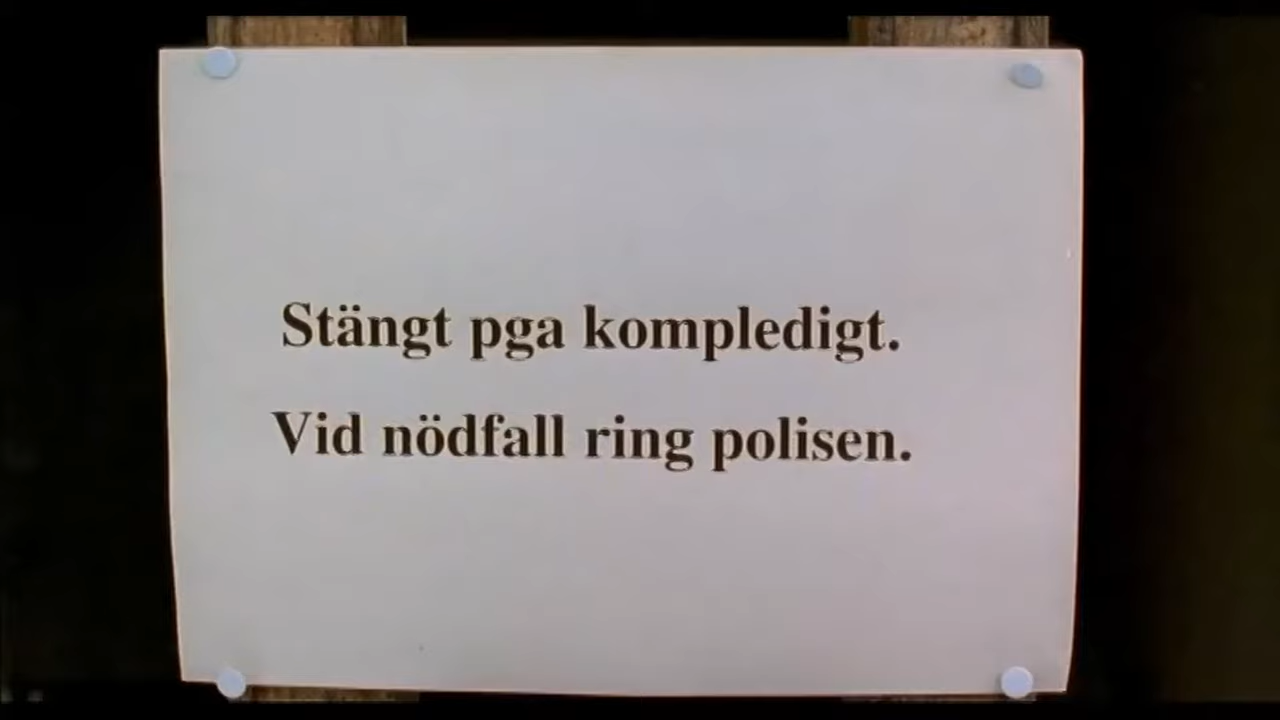 Stängt pga kompledigt.
Vid nödfall ring polisen.